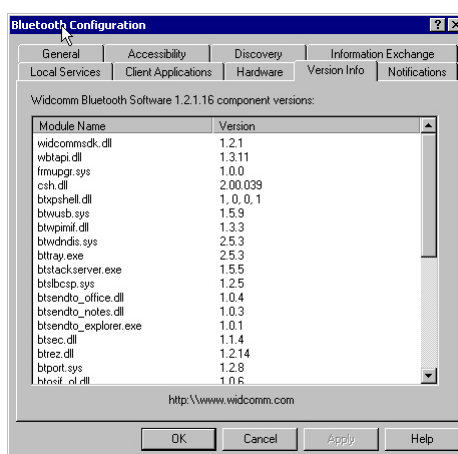 Bluetooth Configuration
General Accessibility Discovery Information Exchange
Local Services Client Applications Hardware Version Info Notifications
Widcomm Bluetooth Software 1.2.1.16 component versions:
Module Name Version
widcommsdk.dll 1.2.1
wbtapi.dll 1.3.11
frmupgr.sys 1.0.0
csh.dll 2.00.039
btxpshell.dll 1, 0, 0, 1
btwusb.sys 1.5.9
btwpimif.dll 1.3.3
btwdndis.sys 2.5.3
bttray.exe 2.5.3
btstackserver.exe 1.5.5
btslbcsp.sys 1.2.5
btsendto_office.dll 1.0.4
btsendto_notes.dll 1.0.3
btsendto_explorer.exe 1.0.1
btsec.dll 1.1.4
btrez.dll 1.2.14
btport.sys 1.2.8
btosif_ol.dll 1.0.6
http:\\www.widcomm.com
OK Cancel Apply Help